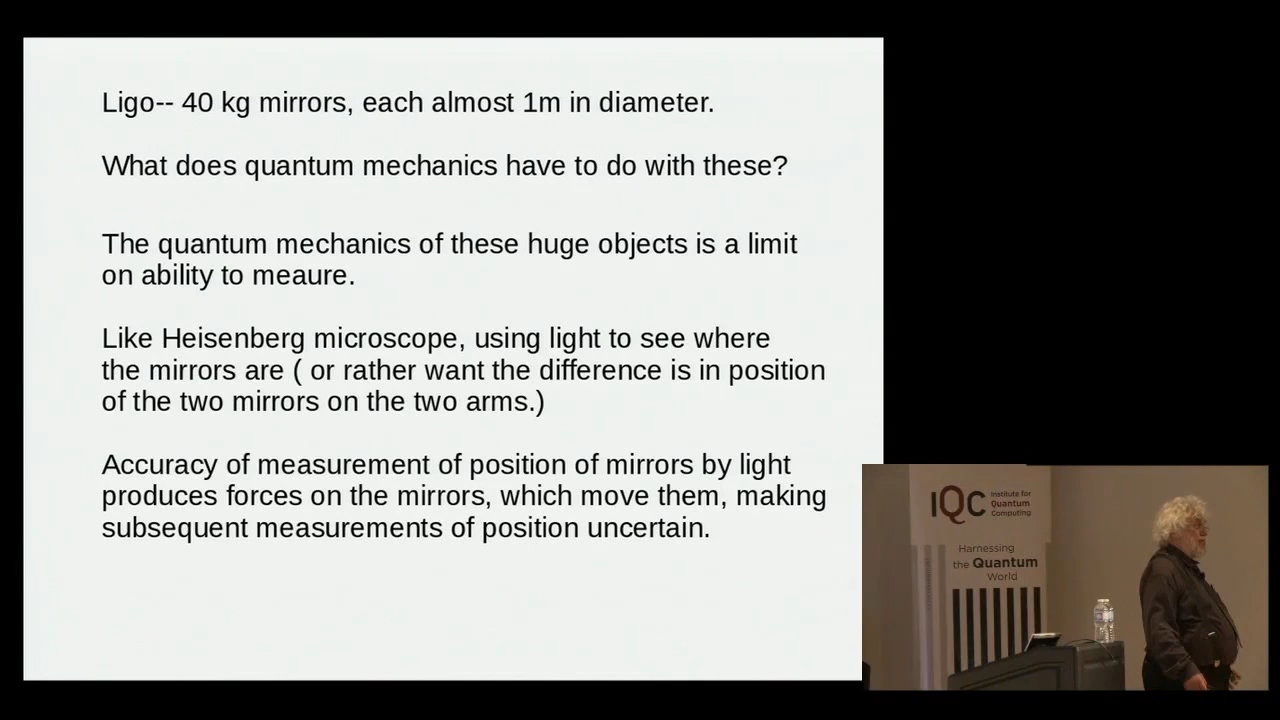 Ligo-- 40 kg mirrors, each almost 1m in diameter.
What does quantum mechanics have to do with these?
The quantum mechanics of these huge objects is a limit
on ability to meaure.
Like Heisenberg microscope, using light to see where
the mirrors are ( or rather want the difference is in position
of the two mirrors on the two arms.)
Accuracy of measurement of position of mirrors by light
produces forces on the mirrors, which move them, making
subsequent measurements of position uncertain.
IQC
Institute for
Quantum
Computing
Harnessing
the Quantum
World